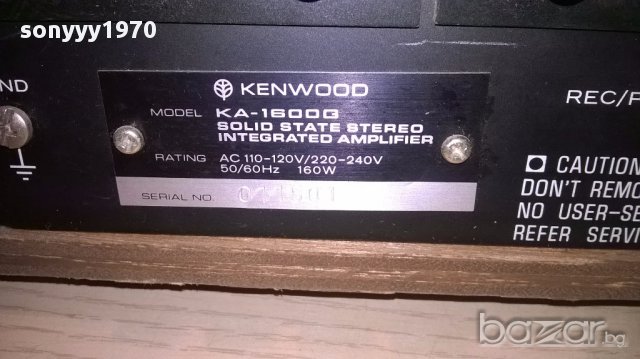 sonyyy1970
ND
KENWOOD
MODEL KA-1600G
SOLID STATE STEREO
INTEGRATED AMPLIFIER
RATING AC 110-120V/220-240V
50/60Hz 160W
SERIAL NO.
REC/P
CAUTION
DON'T REMO
NO USER-SE
REFER SERVI
bazar.bg